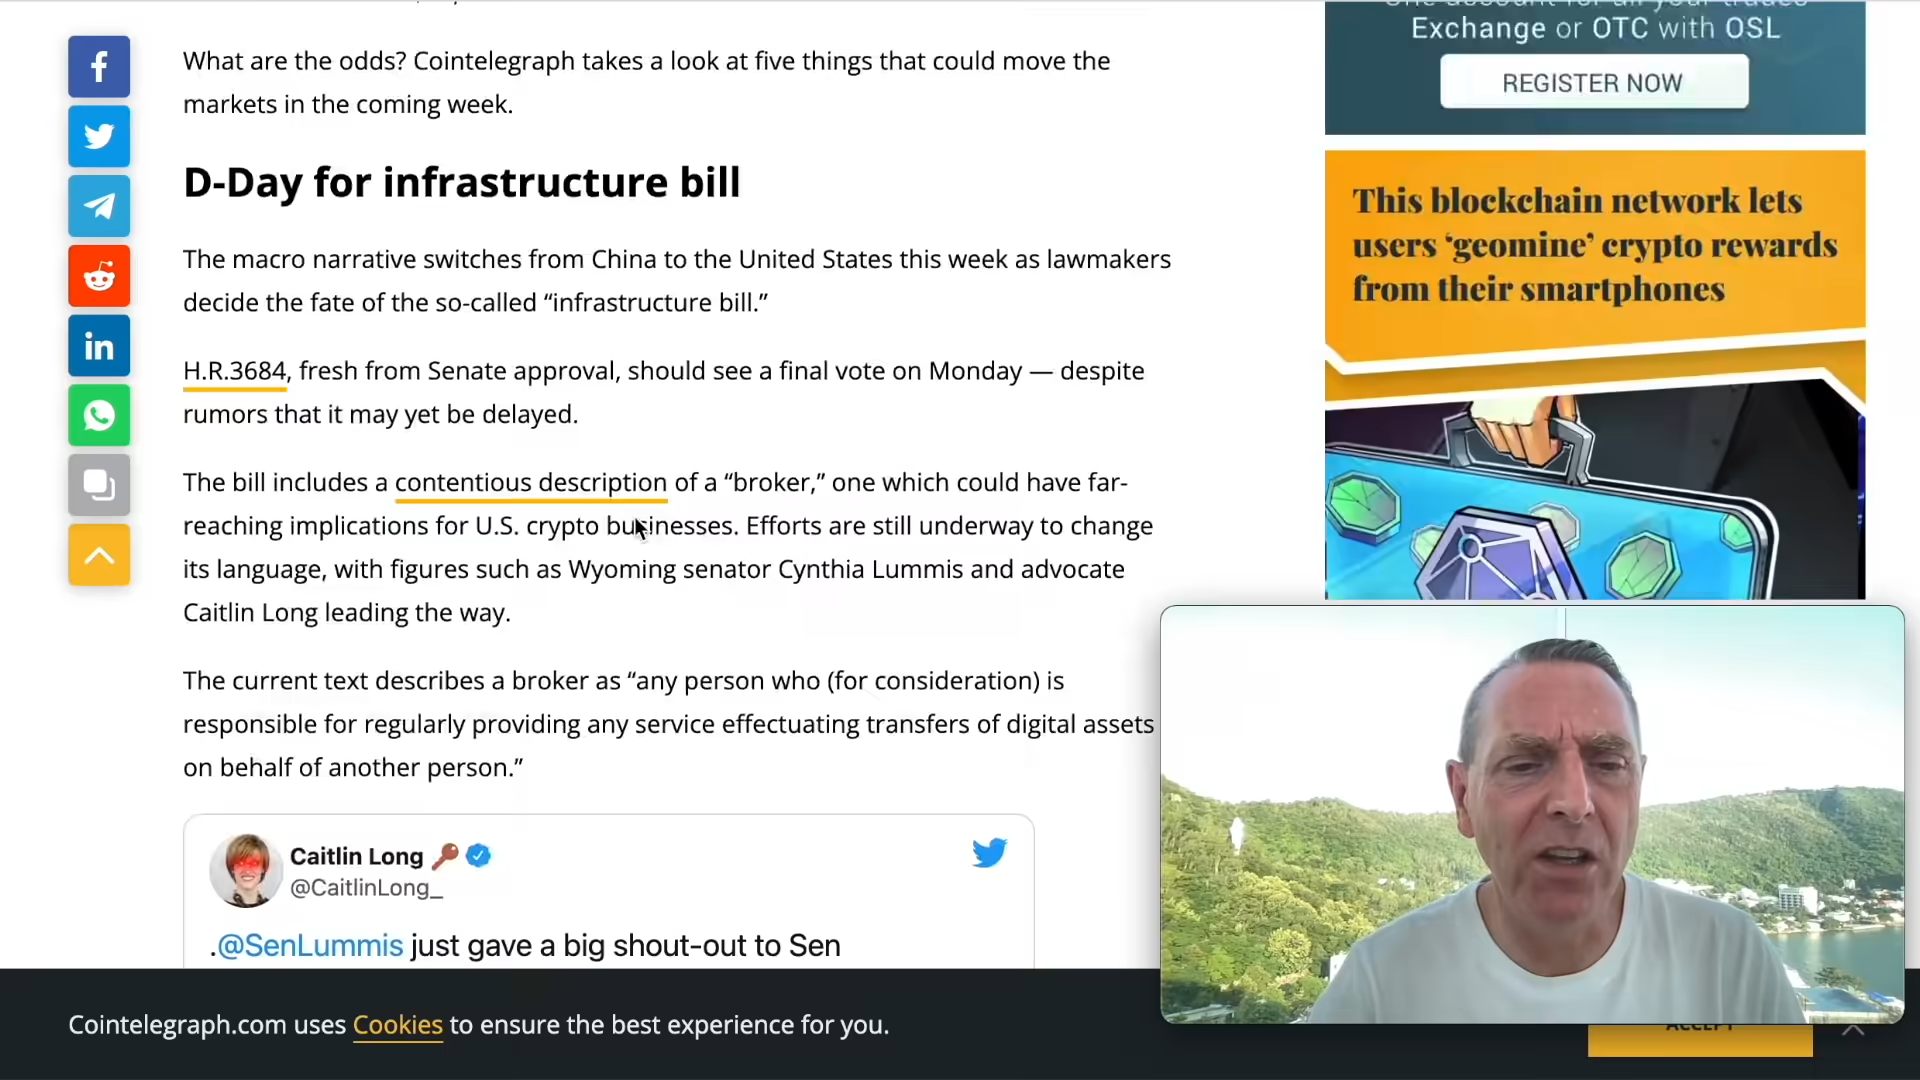 What are the odds? Cointelegraph takes a look at five things that could move the
markets in the coming week.
D-Day for infrastructure bill
The macro narrative switches from China to the United States this week as lawmakers
decide the fate of the so-called “infrastructure bill.”
H.R.3684, fresh from Senate approval, should see a final vote on Monday — despite
rumors that it may yet be delayed.
The bill includes a contentious description of a “broker,” one which could have far-
reaching implications for U.S. crypto businesses. Efforts are still underway to change
its language, with figures such as Wyoming senator Cynthia Lummis and advocate
Caitlin Long leading the way.
The current text describes a broker as “any person who (for consideration) is
responsible for regularly providing any service effectuating transfers of digital assets
on behalf of another person.”
Caitlin Long
@CaitlinLong_
.@SenLummis just gave a big shout-out to Sen
One account for all your trades
Exchange or OTC with OSL
REGISTER NOW
This blockchain network lets
users ‘geomine’ crypto rewards
from their smartphones
Cointelegraph.com uses Cookies to ensure the best experience for you.
ACCEPT